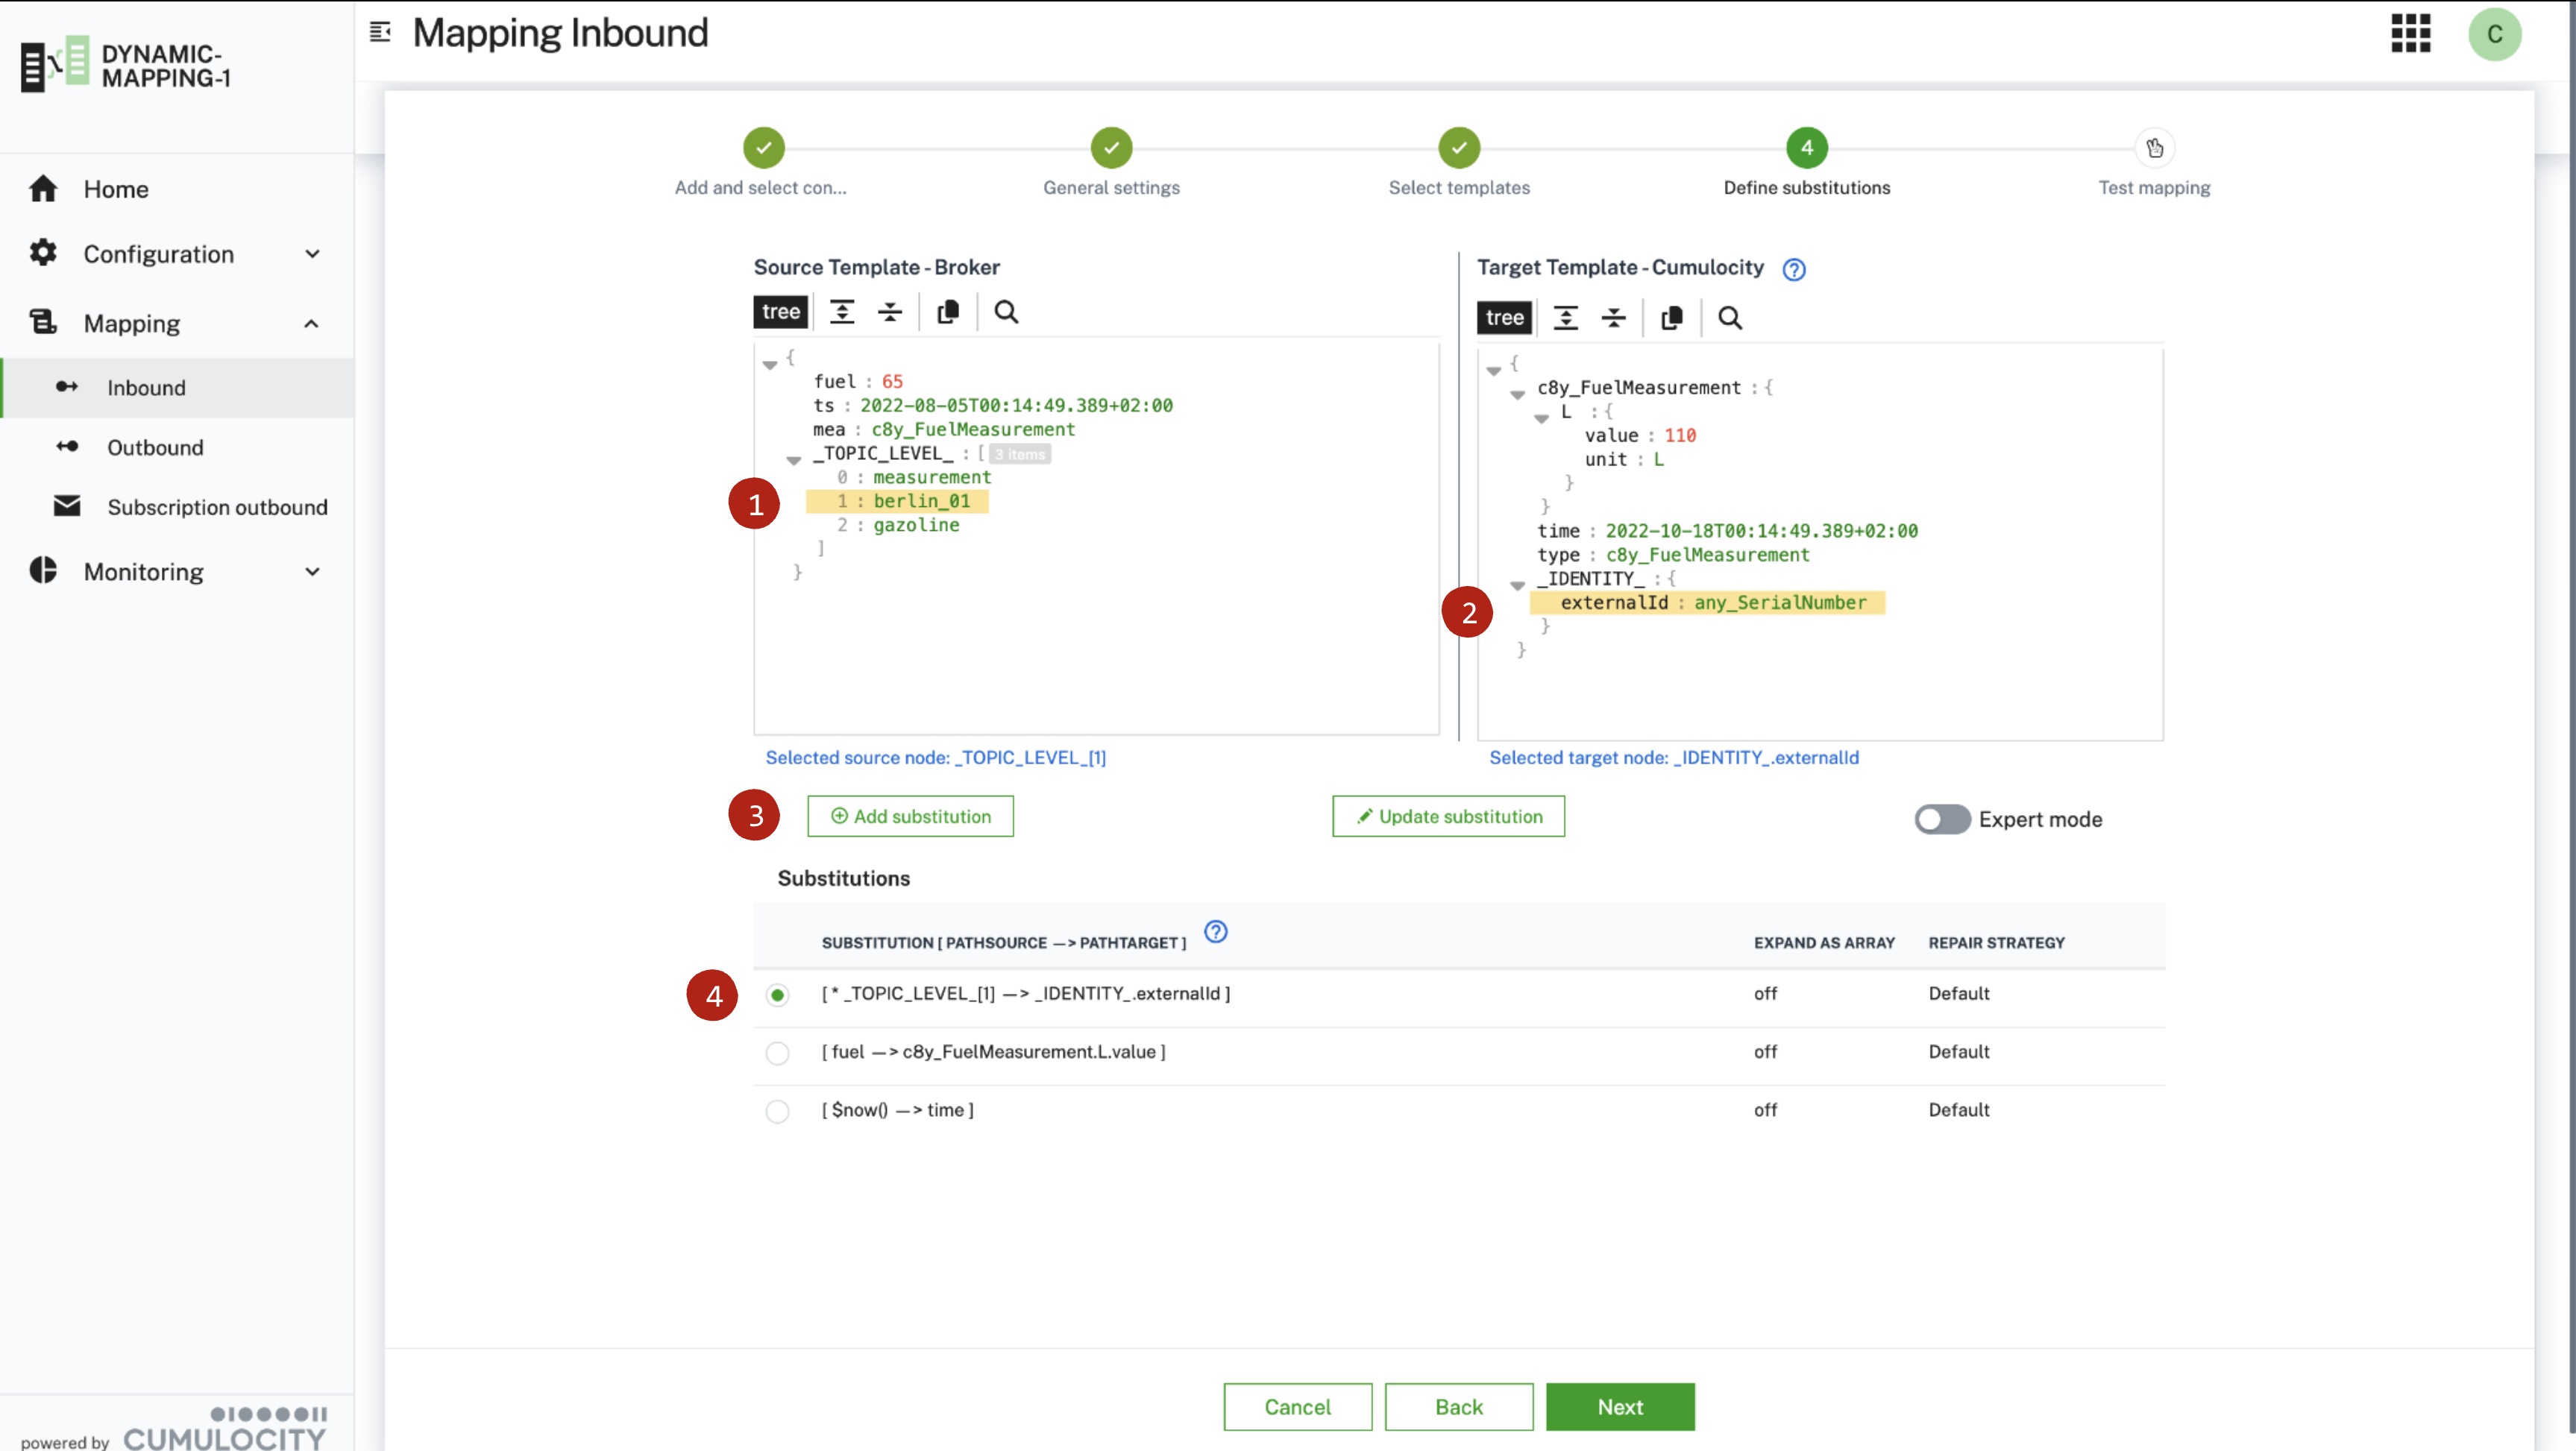 DYNAMIC-
MAPPING-1
Mapping Inbound
C
Home
Configuration
Mapping
Inbound
Outbound
Subscription outbound
Monitoring
powered by CUMULOCITY
4
Add and select con...
General settings
Select templates
Define substitutions
Test mapping
Source Template - Broker
tree
{
fuel : 65
ts : 2022-08-05T00:14:49.389+02:00
mea : c8y_FuelMeasurement
_TOPIC_LEVEL_ : [ 3 items
0 : measurement
1
1 : berlin_01
2 : gazoline
]
}
Selected source node: _TOPIC_LEVEL_[1]
Target Template - Cumulocity
tree
{
c8y_FuelMeasurement : {
L : {
value : 110
unit : L
}
}
time : 2022-10-18T00:14:49.389+02:00
type : c8y_FuelMeasurement
_IDENTITY_ : {
2
externalId : any_SerialNumber
}
}
Selected target node: _IDENTITY_.externalId
3
Add substitution
Update substitution
Expert mode
Substitutions
SUBSTITUTION [ PATHSOURCE —> PATHTARGET ] EXPAND AS ARRAY REPAIR STRATEGY
4
[ * _TOPIC_LEVEL_[1] —> _IDENTITY_.externalId ] off Default
[ fuel —> c8y_FuelMeasurement.L.value ] off Default
[ $now() —> time ] off Default
Cancel
Back
Next